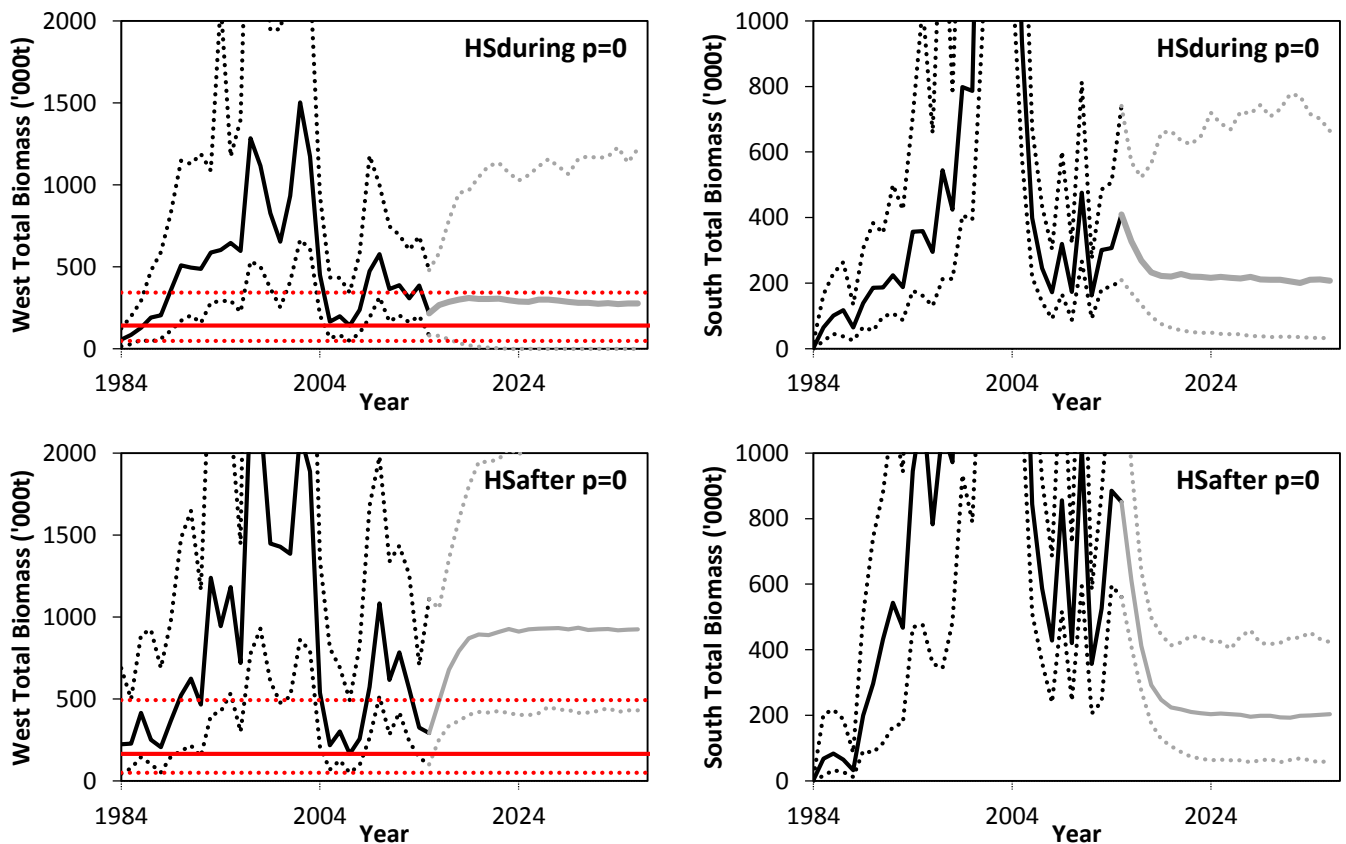 2000
1500
1000
500
0
West Total Biomass ('000t)
HSduring p=0
1984
2004
2024
Year
1000
800
600
400
200
0
South Total Biomass ('000t)
HSduring p=0
1984
2004
2024
Year
2000
1500
1000
500
0
West Total Biomass ('000t)
HSafter p=0
1984
2004
2024
Year
1000
800
600
400
200
0
South Total Biomass ('000t)
HSafter p=0
1984
2004
2024
Year